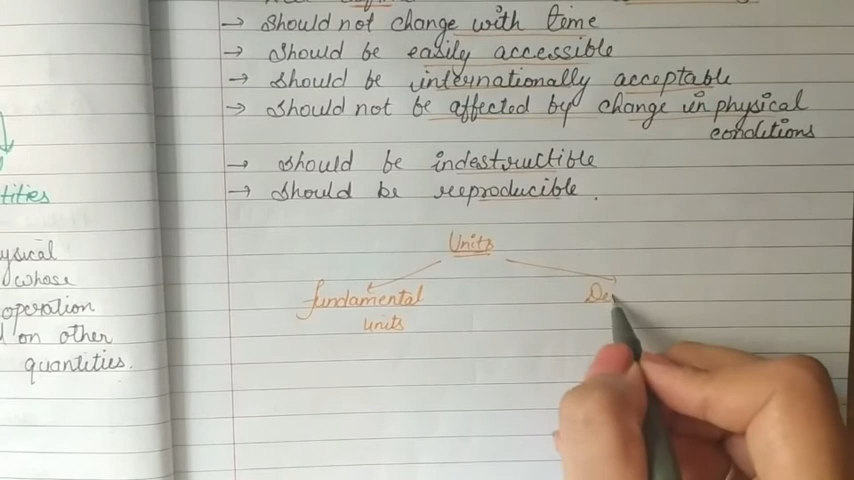 tities
ysical
whose
operation
on other
quantities.
→ should not change with time
→ should be easily accessible
→ should be internationally acceptable
→ should not be affected by change in physical
conditions
→ should be indestructible
→ should be reproducible.
Units
fundamental
units
De